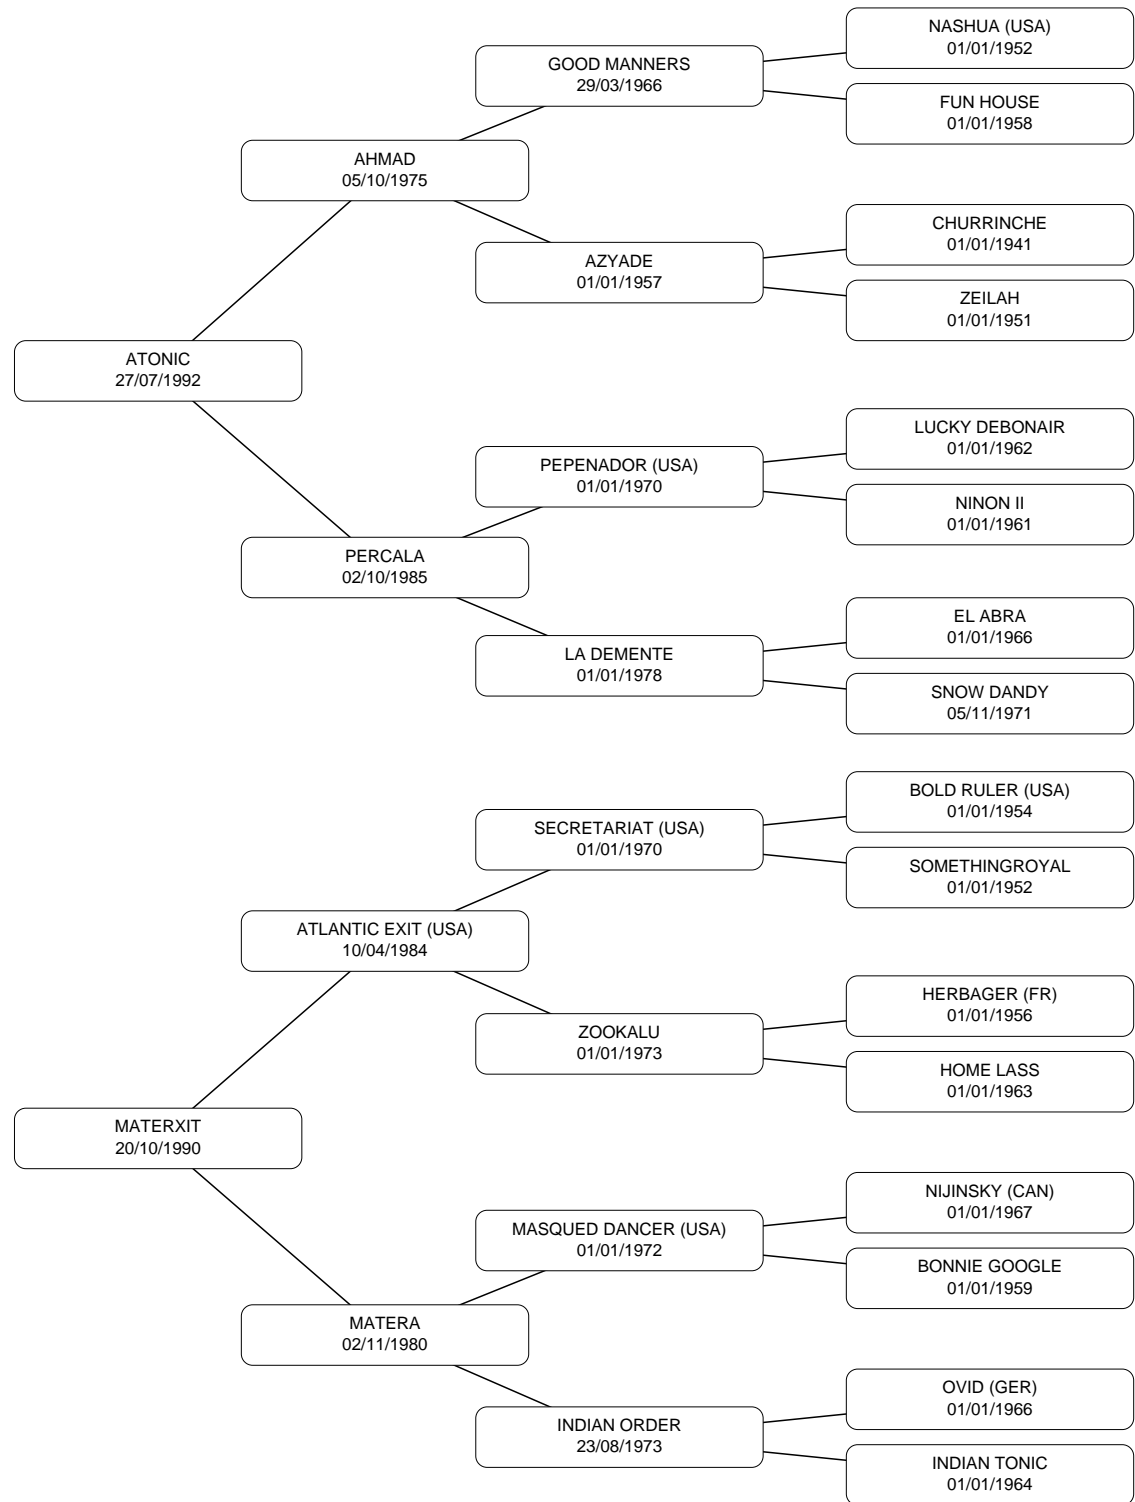 NASHUA (USA)
01/01/1952
GOOD MANNERS
29/03/1966
FUN HOUSE
01/01/1958
AHMAD
05/10/1975
CHURRINCHE
01/01/1941
AZYADE
01/01/1957
ZEILAH
01/01/1951
ATONIC
27/07/1992
LUCKY DEBONAIR
01/01/1962
PEPENADOR (USA)
01/01/1970
NINON II
01/01/1961
PERCALA
02/10/1985
EL ABRA
01/01/1966
LA DEMENTE
01/01/1978
SNOW DANDY
05/11/1971
BOLD RULER (USA)
01/01/1954
SECRETARIAT (USA)
01/01/1970
SOMETHINGROYAL
01/01/1952
ATLANTIC EXIT (USA)
10/04/1984
HERBAGER (FR)
01/01/1956
ZOOKALU
01/01/1973
HOME LASS
01/01/1963
MATERXIT
20/10/1990
NIJINSKY (CAN)
01/01/1967
MASQUED DANCER (USA)
01/01/1972
BONNIE GOOGLE
01/01/1959
MATERA
02/11/1980
OVID (GER)
01/01/1966
INDIAN ORDER
23/08/1973
INDIAN TONIC
01/01/1964